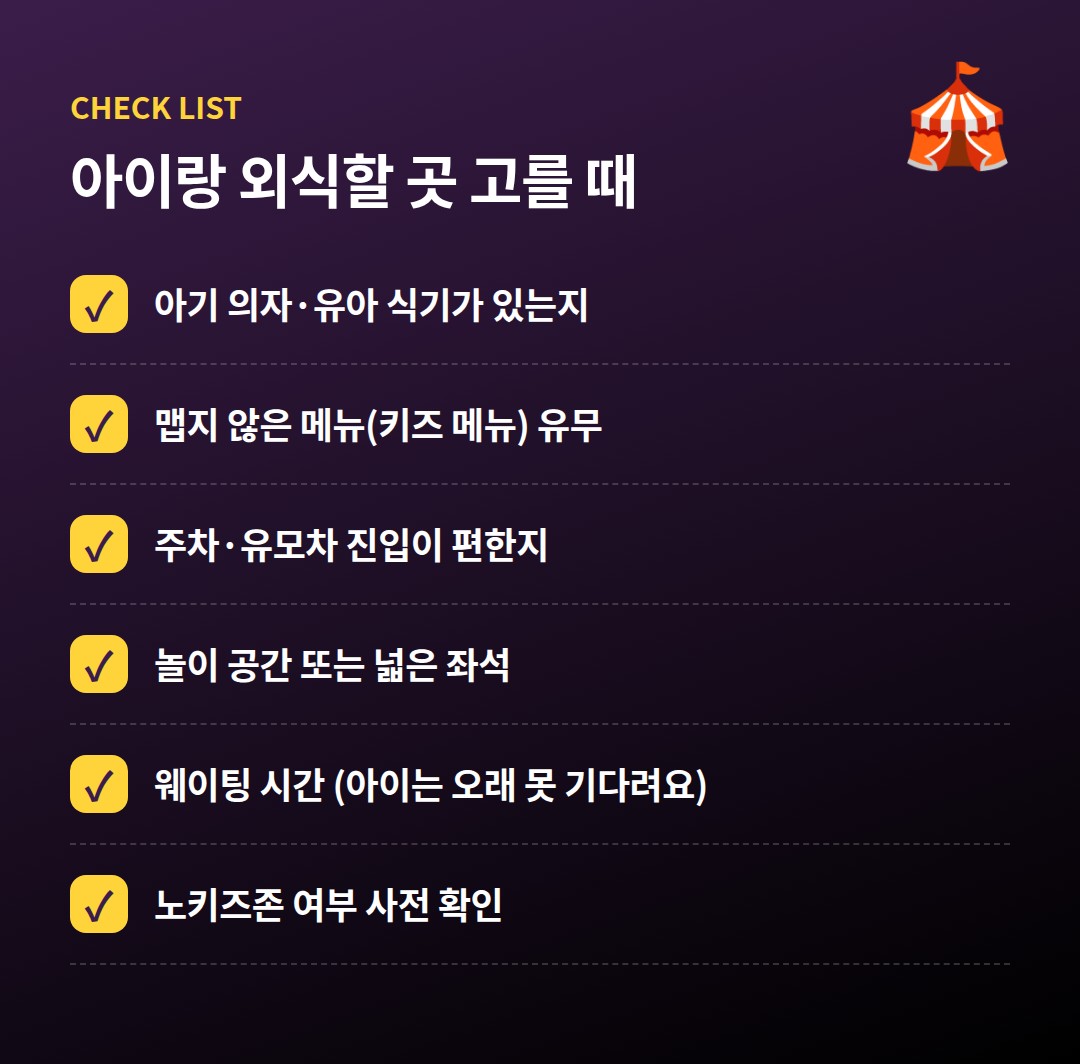 CHECK LIST
아이랑 외식할 곳 고를 때
아기 의자·유아 식기가 있는지
맵지 않은 메뉴(키즈 메뉴) 유무
주차·유모차 진입이 편한지
놀이 공간 또는 넓은 좌석
웨이팅 시간 (아이는 오래 못 기다려요)
노키즈존 여부 사전 확인